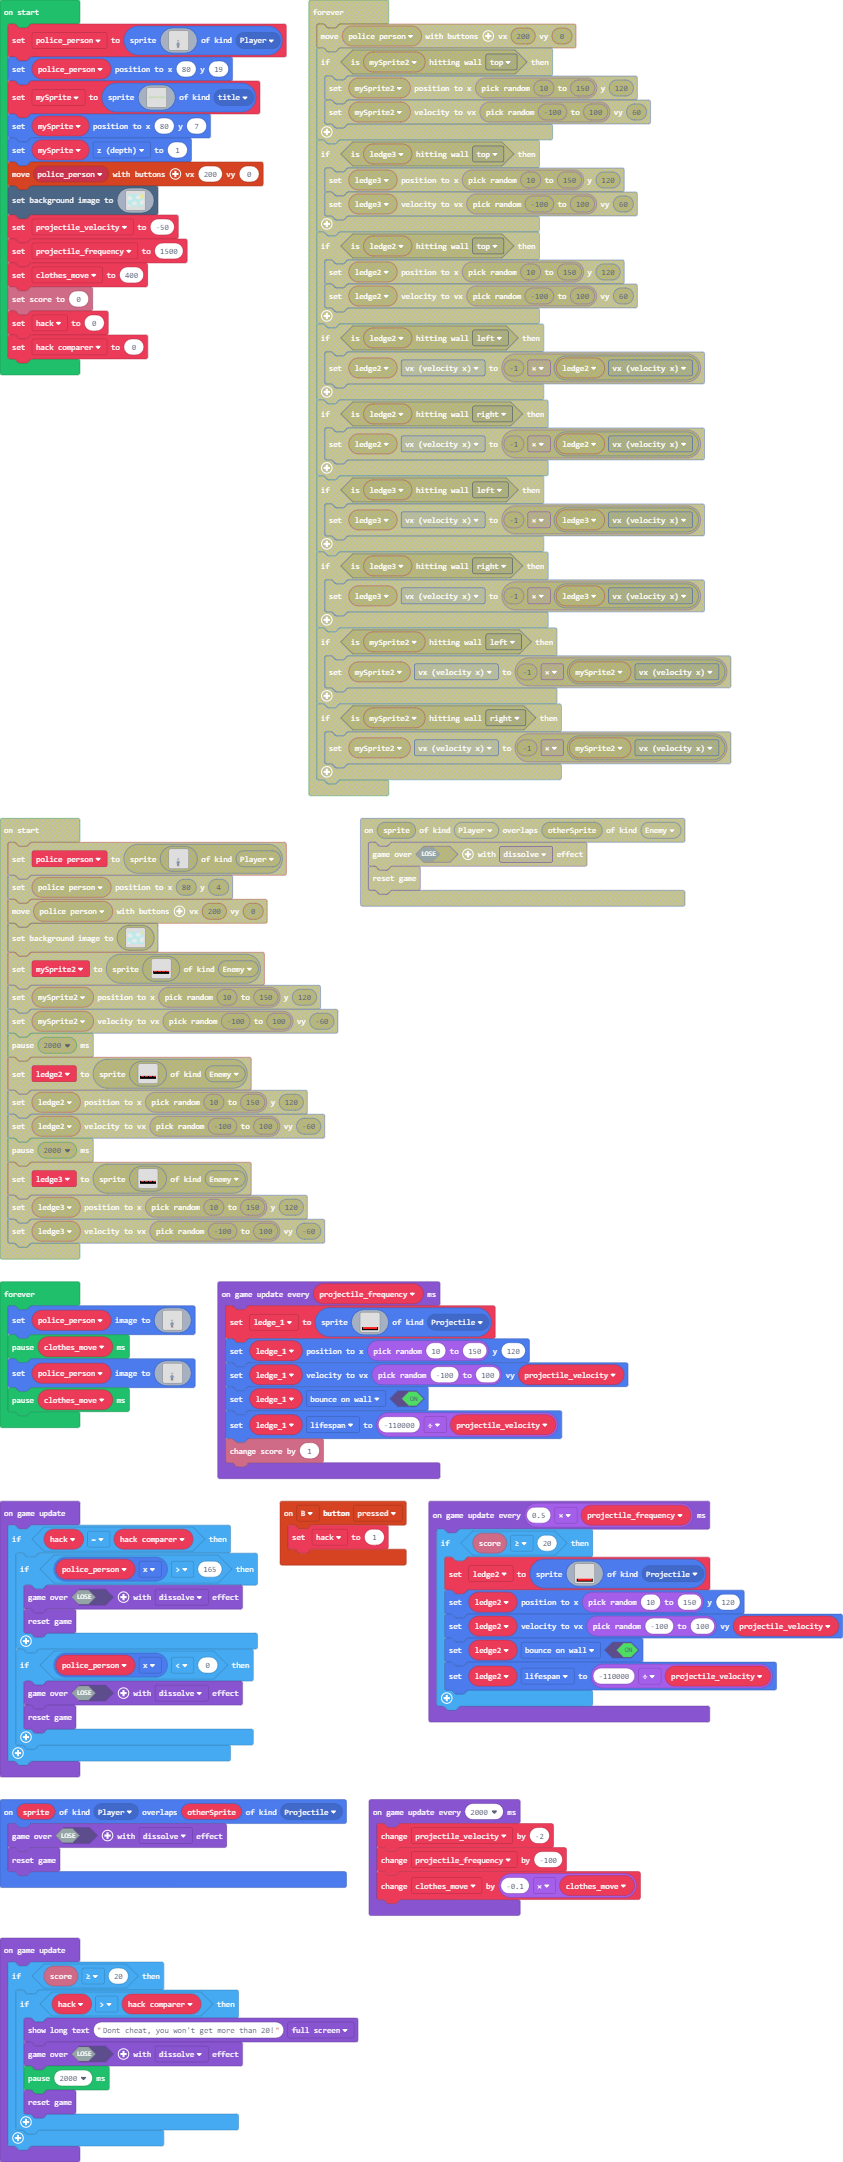 on start
set police_person to sprite of kind Player
set police_person position to x 80 y 19
set mySprite to sprite of kind title
set mySprite position to x 80 y 7
set mySprite z (depth) to 1
move police_person with buttons vx 200 vy 0
set background image to
set projectile_velocity to -50
set projectile_frequency to 1500
set clothes_move to 400
set score to 0
set hack to 0
set hack comparer to 0
forever
move police person with buttons vx 200 vy 0
if is mySprite2 hitting wall top then
set mySprite2 position to x pick random 10 to 150 y 120
set mySprite2 velocity to vx pick random -100 to 100 vy 60
if is ledge3 hitting wall top then
set ledge3 position to x pick random 10 to 150 y 120
set ledge3 velocity to vx pick random -100 to 100 vy 60
if is ledge2 hitting wall top then
set ledge2 position to x pick random 10 to 150 y 120
set ledge2 velocity to vx pick random -100 to 100 vy 60
if is ledge2 hitting wall left then
set ledge2 vx (velocity x) to -1 × ledge2 vx (velocity x)
if is ledge2 hitting wall right then
set ledge2 vx (velocity x) to -1 × ledge2 vx (velocity x)
if is ledge3 hitting wall left then
set ledge3 vx (velocity x) to -1 × ledge3 vx (velocity x)
if is ledge3 hitting wall right then
set ledge3 vx (velocity x) to -1 × ledge3 vx (velocity x)
if is mySprite2 hitting wall left then
set mySprite2 vx (velocity x) to -1 × mySprite2 vx (velocity x)
if is mySprite2 hitting wall right then
set mySprite2 vx (velocity x) to -1 × mySprite2 vx (velocity x)
on start
set police person to sprite of kind Player
set police person position to x 80 y 4
move police person with buttons vx 200 vy 0
set background image to
set mySprite2 to sprite of kind Enemy
set mySprite2 position to x pick random 10 to 150 y 120
set mySprite2 velocity to vx pick random -100 to 100 vy -60
pause 2000 ms
set ledge2 to sprite of kind Enemy
set ledge2 position to x pick random 10 to 150 y 120
set ledge2 velocity to vx pick random -100 to 100 vy -60
pause 2000 ms
set ledge3 to sprite of kind Enemy
set ledge3 position to x pick random 10 to 150 y 120
set ledge3 velocity to vx pick random -100 to 100 vy -60
on sprite of kind Player overlaps otherSprite of kind Enemy
game over LOSE with dissolve effect
reset game
forever
set police_person image to
pause clothes_move ms
set police_person image to
pause clothes_move ms
on game update every projectile_frequency ms
set ledge_1 to sprite of kind Projectile
set ledge_1 position to x pick random 10 to 150 y 120
set ledge_1 velocity to vx pick random -100 to 100 vy projectile_velocity
set ledge_1 bounce on wall ON
set ledge_1 lifespan to -110000 ÷ projectile_velocity
change score by 1
on game update
if hack = hack comparer then
if police_person x > 165 then
game over LOSE with dissolve effect
reset game
if police_person x < 0 then
game over LOSE with dissolve effect
reset game
on B button pressed
set hack to 1
on game update every 0.5 × projectile_frequency ms
if score ≥ 20 then
set ledge2 to sprite of kind Projectile
set ledge2 position to x pick random 10 to 150 y 120
set ledge2 velocity to vx pick random -100 to 100 vy projectile_velocity
set ledge2 bounce on wall ON
set ledge2 lifespan to -110000 ÷ projectile_velocity
on sprite of kind Player overlaps otherSprite of kind Projectile
game over LOSE with dissolve effect
reset game
on game update every 2000 ms
change projectile_velocity by -2
change projectile_frequency by -100
change clothes_move by -0.1 × clothes_move
on game update
if score ≥ 20 then
if hack > hack comparer then
show long text "Dont cheat, you won't get more than 20!" full screen
game over LOSE with dissolve effect
pause 2000 ms
reset game